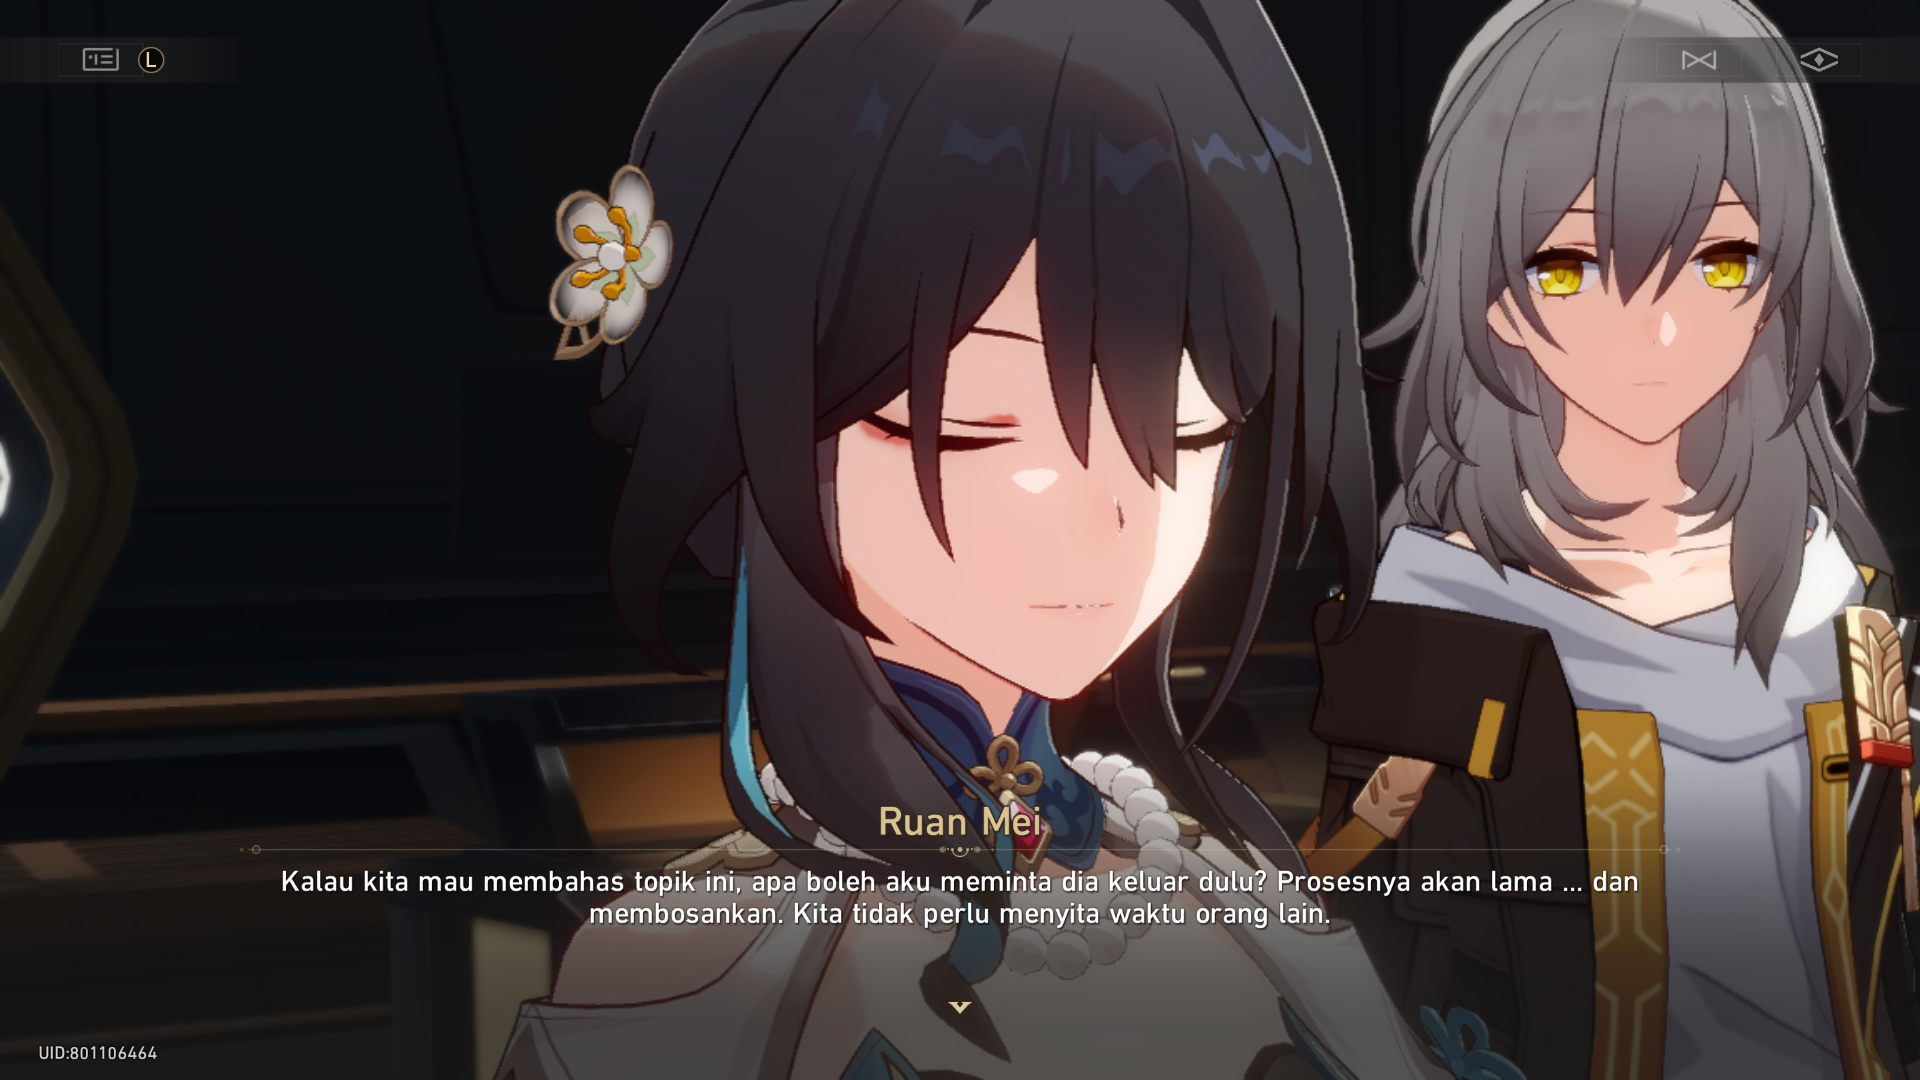 L
Ruan Mei
Kalau kita mau membahas topik ini, apa boleh aku meminta dia keluar dulu? Prosesnya akan lama ... dan
membosankan. Kita tidak perlu menyita waktu orang lain.
UID:801106464